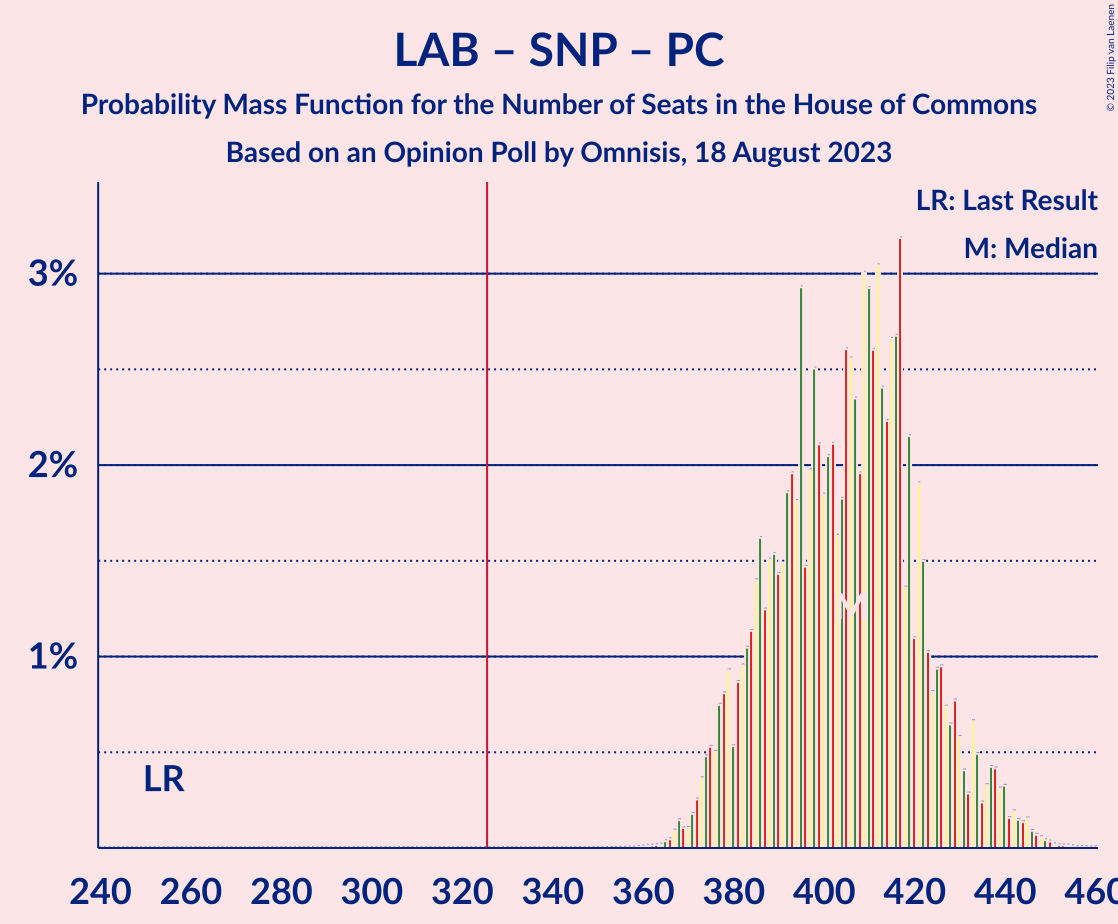 LAB – SNP – PC
Probability Mass Function for the Number of Seats in the House of Commons
Based on an Opinion Poll by Omnisis, 18 August 2023
© 2023 Filip van Laenen
LR: Last Result
M: Median
3%
2%
1%
LR
M
240 260 280 300 320 340 360 380 400 420 440 460